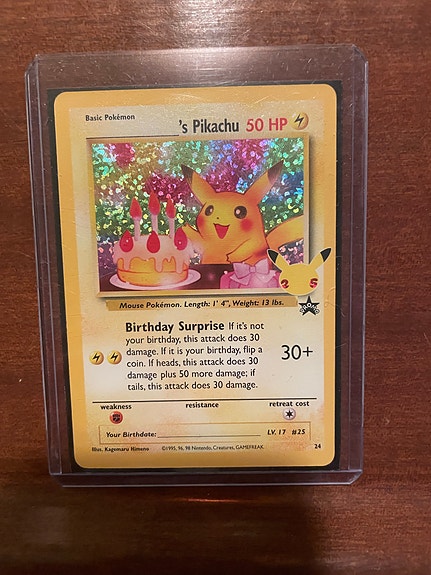 Basic Pokémon
_________'s Pikachu 50 HP
25
PROMO
Mouse Pokémon. Length: 1' 4", Weight: 13 lbs.
Birthday Surprise If it's not
your birthday, this attack does 30
damage. If it is your birthday, flip a
coin. If heads, this attack does 30
damage plus 50 more damage; if
tails, this attack does 30 damage.
30+
weakness resistance retreat cost
Your Birthdate: LV. 17 #25
Illus. Kagemaru Himeno ©1995, 96, 98 Nintendo, Creatures, GAMEFREAK 24